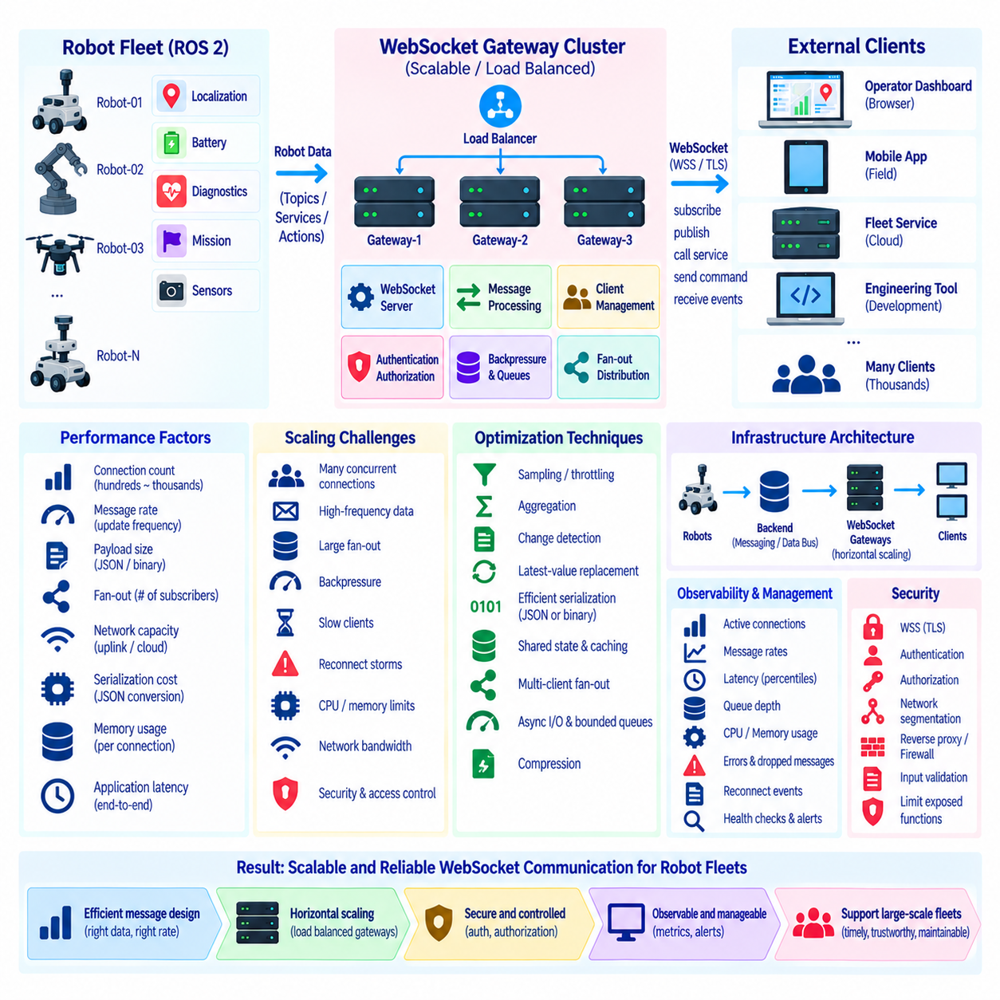 Robot Fleet (ROS 2)
Robot-01
Robot-02
Robot-03
...
Robot-N
Localization
Battery
Diagnostics
Mission
Sensors
Robot Data
(Topics /
Services /
Actions)
WebSocket Gateway Cluster
(Scalable / Load Balanced)
Load Balancer
Gateway-1
Gateway-2
Gateway-3
WebSocket
Server
Message
Processing
Client
Management
Authentication
Authorization
Backpressure
& Queues
Fan-out
Distribution
WebSocket
(WSS / TLS)
subscribe
publish
call service
send command
receive events
External Clients
Operator Dashboard
(Browser)
Mobile App
(Field)
Fleet Service
(Cloud)
</>
Engineering Tool
(Development)
...
Many Clients
(Thousands)
Performance Factors
Connection count
(hundreds ~ thousands)
Message rate
(update frequency)
Payload size
(JSON / binary)
Fan-out (# of subscribers)
Network capacity
(uplink / cloud)
Serialization cost
(JSON conversion)
Memory usage
(per connection)
Application latency
(end-to-end)
Scaling Challenges
Many concurrent
connections
High-frequency data
Large fan-out
Backpressure
Slow clients
Reconnect storms
CPU / memory limits
Network bandwidth
Security & access control
Optimization Techniques
Sampling / throttling
Σ
Aggregation
Change detection
Latest-value replacement
0101
Efficient serialization
(JSON or binary)
Shared state & caching
Multi-client fan-out
Async I/O & bounded queues
Compression
Infrastructure Architecture
Robots
Backend
(Messaging / Data Bus)
WebSocket
Gateways
(horizontal scaling)
Clients
Observability & Management
Active connections
Message rates
Latency (percentiles)
Queue depth
CPU / Memory usage
Errors & dropped messages
Reconnect events
Health checks & alerts
Security
WSS (TLS)
Authentication
Authorization
Network
segmentation
Reverse proxy /
Firewall
Input validation
Limit exposed
functions
Result: Scalable and Reliable WebSocket Communication for Robot Fleets
Efficient message design
(right data, right rate)
Horizontal scaling
(load balanced gateways)
Secure and controlled
(auth, authorization)
Observable and manageable
(metrics, alerts)
Support large-scale fleets
(timely, trustworthy, maintainable)